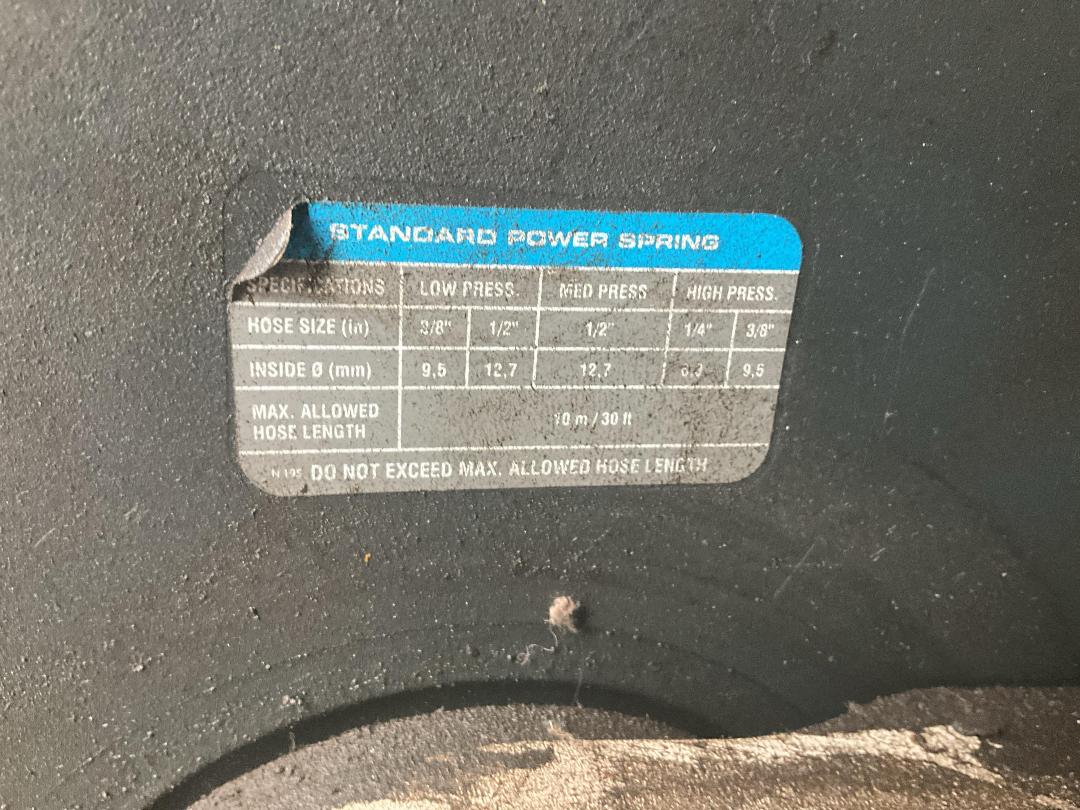 STANDARD POWER SPRING
SPECIFICATIONS LOW PRESS. MED PRESS HIGH PRESS.
HOSE SIZE (in) 3/8" 1/2" 1/2" 1/4" 3/8"
INSIDE Ø (mm) 9,5 12,7 12,7 9,5
MAX. ALLOWED
HOSE LENGTH
10 m / 30 ft
DO NOT EXCEED MAX. ALLOWED HOSE LENGTH